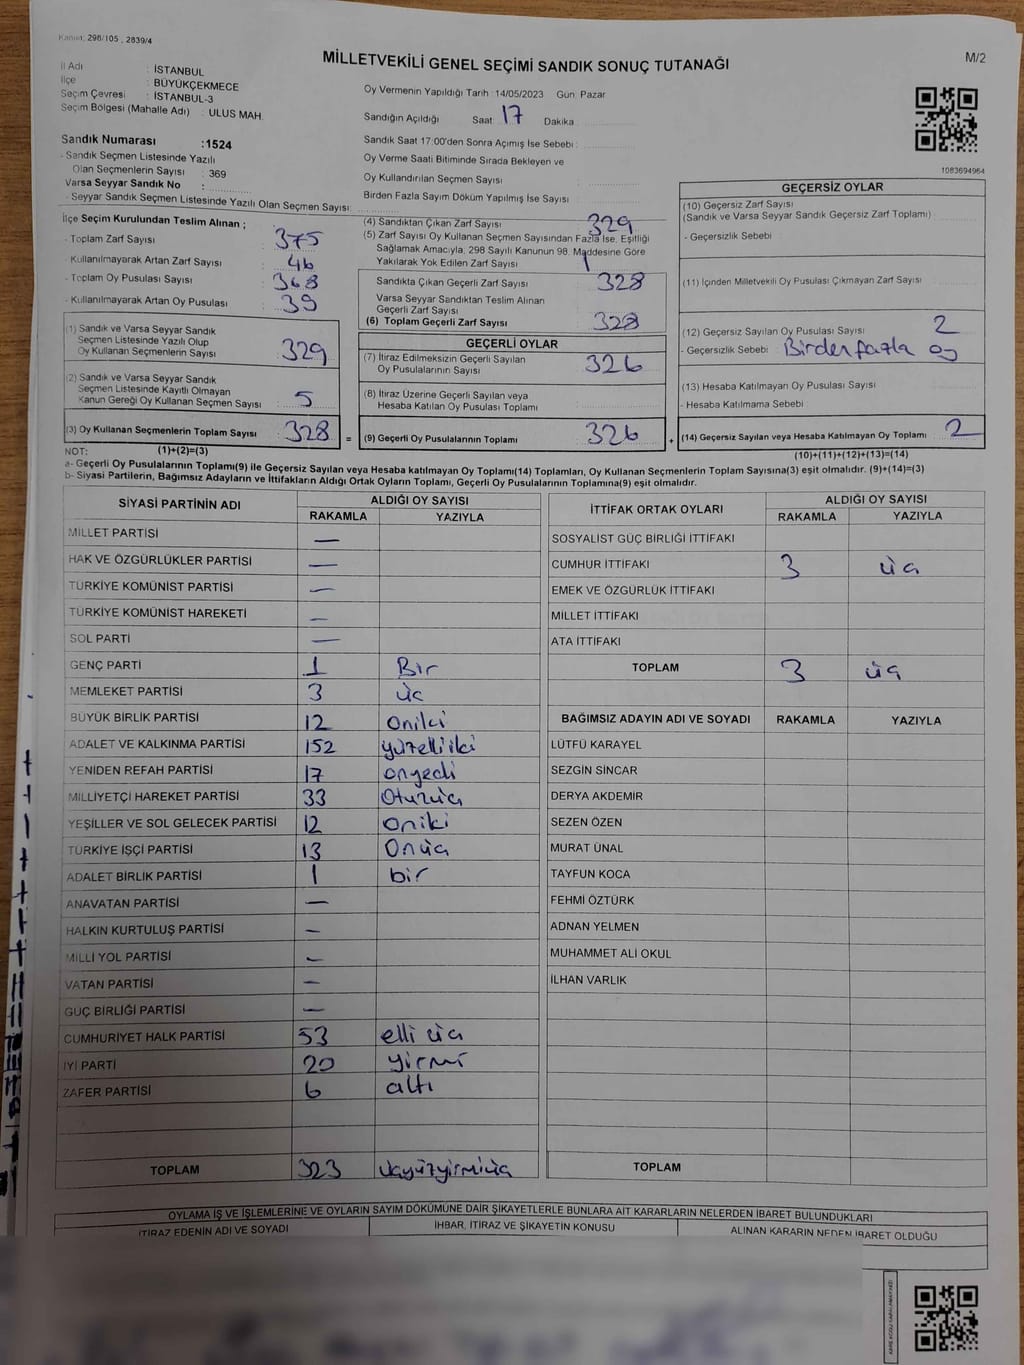 Kanun: 298/105 , 2839/4
M/2
MİLLETVEKİLİ GENEL SEÇİMİ SANDIK SONUÇ TUTANAĞI
İl Adı : İSTANBUL
İlçe : BÜYÜKÇEKMECE
Seçim Çevresi : İSTANBUL-3
Seçim Bölgesi (Mahalle Adı) : ULUS MAH.
Sandık Numarası :1524
- Sandık Seçmen Listesinde Yazılı
Olan Seçmenlerin Sayısı : 369
Varsa Seyyar Sandık No :
- Seyyar Sandık Seçmen Listesinde Yazılı Olan Seçmen Sayısı:
Oy Vermenin Yapıldığı Tarih : 14/05/2023 Gün: Pazar
Sandığın Açıldığı Saat: 17 Dakika
Sandık Saat 17:00'den Sonra Açımış İse Sebebi :
Oy Verme Saati Bitiminde Sırada Bekleyen ve
Oy Kullandırılan Seçmen Sayısı
Birden Fazla Sayım Döküm Yapılmış İse Sayısı :
1083694964
İlçe Seçim Kurulundan Teslim Alınan ;
- Toplam Zarf Sayısı : 375
- Kullanılmayarak Artan Zarf Sayısı : 46
- Toplam Oy Pusulası Sayısı : 368
- Kullanılmayarak Artan Oy Pusulası : 39
(1) Sandık ve Varsa Seyyar Sandık
Seçmen Listesinde Yazılı Olup
Oy Kullanan Seçmenlerin Sayısı : 329
(2) Sandık ve Varsa Seyyar Sandık
Seçmen Listesinde Kayıtlı Olmayan
Kanun Gereği Oy Kullanan Seçmen Sayısı : 5
(3) Oy Kullanan Seçmenlerin Toplam Sayısı : 328
(1)+(2)=(3)
(4) Sandıktan Çıkan Zarf Sayısı : 329
(5) Zarf Sayısı Oy Kullanan Seçmen Sayısından Fazla İse, Eşitliği
Sağlamak Amacıyla, 298 Sayılı Kanunun 98. Maddesine Göre
Yakılarak Yok Edilen Zarf Sayısı : 1
Sandıkta Çıkan Geçerli Zarf Sayısı : 328
Varsa Seyyar Sandıktan Teslim Alınan
Geçerli Zarf Sayısı
(6) Toplam Geçerli Zarf Sayısı : 328
GEÇERLİ OYLAR
(7) İtiraz Edilmeksizin Geçerli Sayılan
Oy Pusulalarının Sayısı : 326
(8) İtiraz Üzerine Geçerli Sayılan veya
Hesaba Katılan Oy Pusulası Toplamı
= (9) Geçerli Oy Pusulalarının Toplamı : 326
GEÇERSİZ OYLAR
(10) Geçersiz Zarf Sayısı
(Sandık ve Varsa Seyyar Sandık Geçersiz Zarf Toplamı) :
- Geçersizlik Sebebi :
(11) İçinden Milletvekili Oy Pusulası Çıkmayan Zarf Sayısı :
(12) Geçersiz Sayılan Oy Pusulası Sayısı : 2
- Geçersizlik Sebebi : Birden fazla oy
(13) Hesaba Katılmayan Oy Pusulası Sayısı :
- Hesaba Katılmama Sebebi
+ (14) Geçersiz Sayılan veya Hesaba Katılmayan Oy Toplamı : 2
(10)+(11)+(12)+(13)=(14)
NOT:
a- Geçerli Oy Pusulalarının Toplamı(9) ile Geçersiz Sayılan veya Hesaba katılmayan Oy Toplamı(14) Toplamları, Oy Kullanan Seçmenlerin Toplam Sayısına(3) eşit olmalıdır. (9)+(14)=(3)
b- Siyasi Partilerin, Bağımsız Adayların ve İttifakların Aldığı Ortak Oyların Toplamı, Geçerli Oy Pusulalarının Toplamına(9) eşit olmalıdır.
SİYASİ PARTİNİN ADI ALDIĞI OY SAYISI
RAKAMLA YAZIYLA
MİLLET PARTİSİ —
HAK VE ÖZGÜRLÜKLER PARTİSİ —
TÜRKİYE KOMÜNİST PARTİSİ —
TÜRKİYE KOMÜNİST HAREKETİ —
SOL PARTİ —
GENÇ PARTİ 1 Bir
MEMLEKET PARTİSİ 3 üç
BÜYÜK BİRLİK PARTİSİ 12 oniki
ADALET VE KALKINMA PARTİSİ 152 yüzelliiki
YENİDEN REFAH PARTİSİ 17 onyedi
MİLLİYETÇİ HAREKET PARTİSİ 33 Otuzüç
YEŞİLLER VE SOL GELECEK PARTİSİ 12 Oniki
TÜRKİYE İŞÇİ PARTİSİ 13 Onüç
ADALET BİRLİK PARTİSİ 1 bir
ANAVATAN PARTİSİ —
HALKIN KURTULUŞ PARTİSİ —
MİLLİ YOL PARTİSİ —
VATAN PARTİSİ —
GÜÇ BİRLİĞİ PARTİSİ —
CUMHURİYET HALK PARTİSİ 53 elli üç
İYİ PARTİ 20 yirmi
ZAFER PARTİSİ 6 altı
TOPLAM 323 üçyüzyirmiüç
İTTİFAK ORTAK OYLARI ALDIĞI OY SAYISI
RAKAMLA YAZIYLA
SOSYALİST GÜÇ BİRLİĞİ İTTİFAKI
CUMHUR İTTİFAKI 3 üç
EMEK VE ÖZGÜRLÜK İTTİFAKI
MİLLET İTTİFAKI
ATA İTTİFAKI
TOPLAM 3 üç
BAĞIMSIZ ADAYIN ADI VE SOYADI RAKAMLA YAZIYLA
LÜTFÜ KARAYEL
SEZGİN SİNCAR
DERYA AKDEMİR
SEZEN ÖZEN
MURAT ÜNAL
TAYFUN KOCA
FEHMİ ÖZTÜRK
ADNAN YELMEN
MUHAMMET ALİ OKUL
İLHAN VARLIK
TOPLAM
OYLAMA İŞ VE İŞLEMLERİNE VE OYLARIN SAYIM DÖKÜMÜNE DAİR ŞİKAYETLERLE BUNLARA AİT KARARLARIN NELERDEN İBARET BULUNDUKLARI
İTİRAZ EDENİN ADI VE SOYADI İHBAR, İTİRAZ VE ŞİKAYETİN KONUSU ALINAN KARARIN NEDEN İBARET OLDUĞU